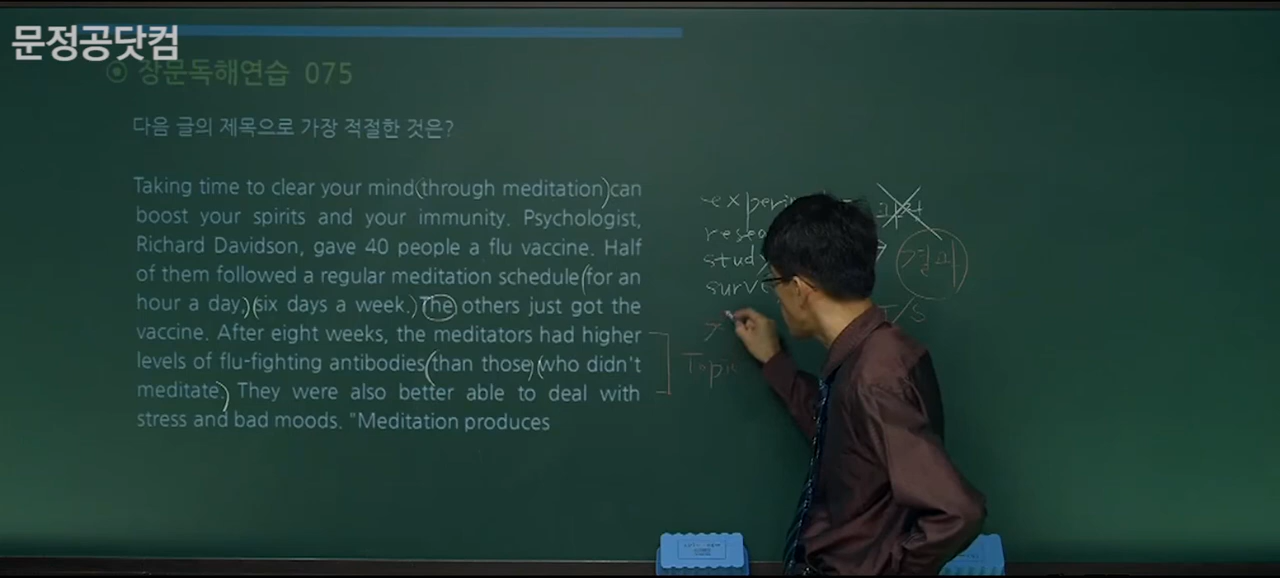 문정공닷컴
장문독해연습 075
다음 글의 제목으로 가장 적절한 것은?
Taking time to clear your mind(through meditation)can
boost your spirits and your immunity. Psychologist,
Richard Davidson, gave 40 people a flu vaccine. Half
of them followed a regular meditation schedule(for an
hour a day,)(six days a week.) The others just got the
vaccine. After eight weeks, the meditators had higher
levels of flu-fighting antibodies(than those)(who didn't
meditate.) They were also better able to deal with
stress and bad moods. "Meditation produces
결과
T/S
Topic